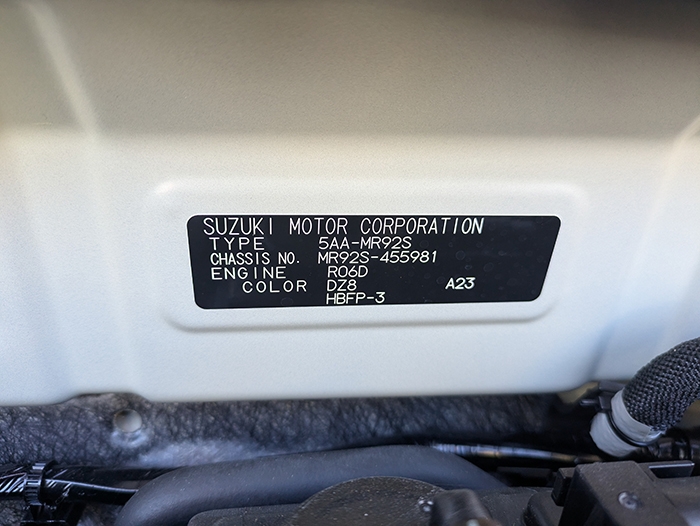 SUZUKI MOTOR CORPORATION
TYPE 5AA-MR92S
CHASSIS NO. MR92S-455981
ENGINE R06D
COLOR DZ8 A23
HBFP-3